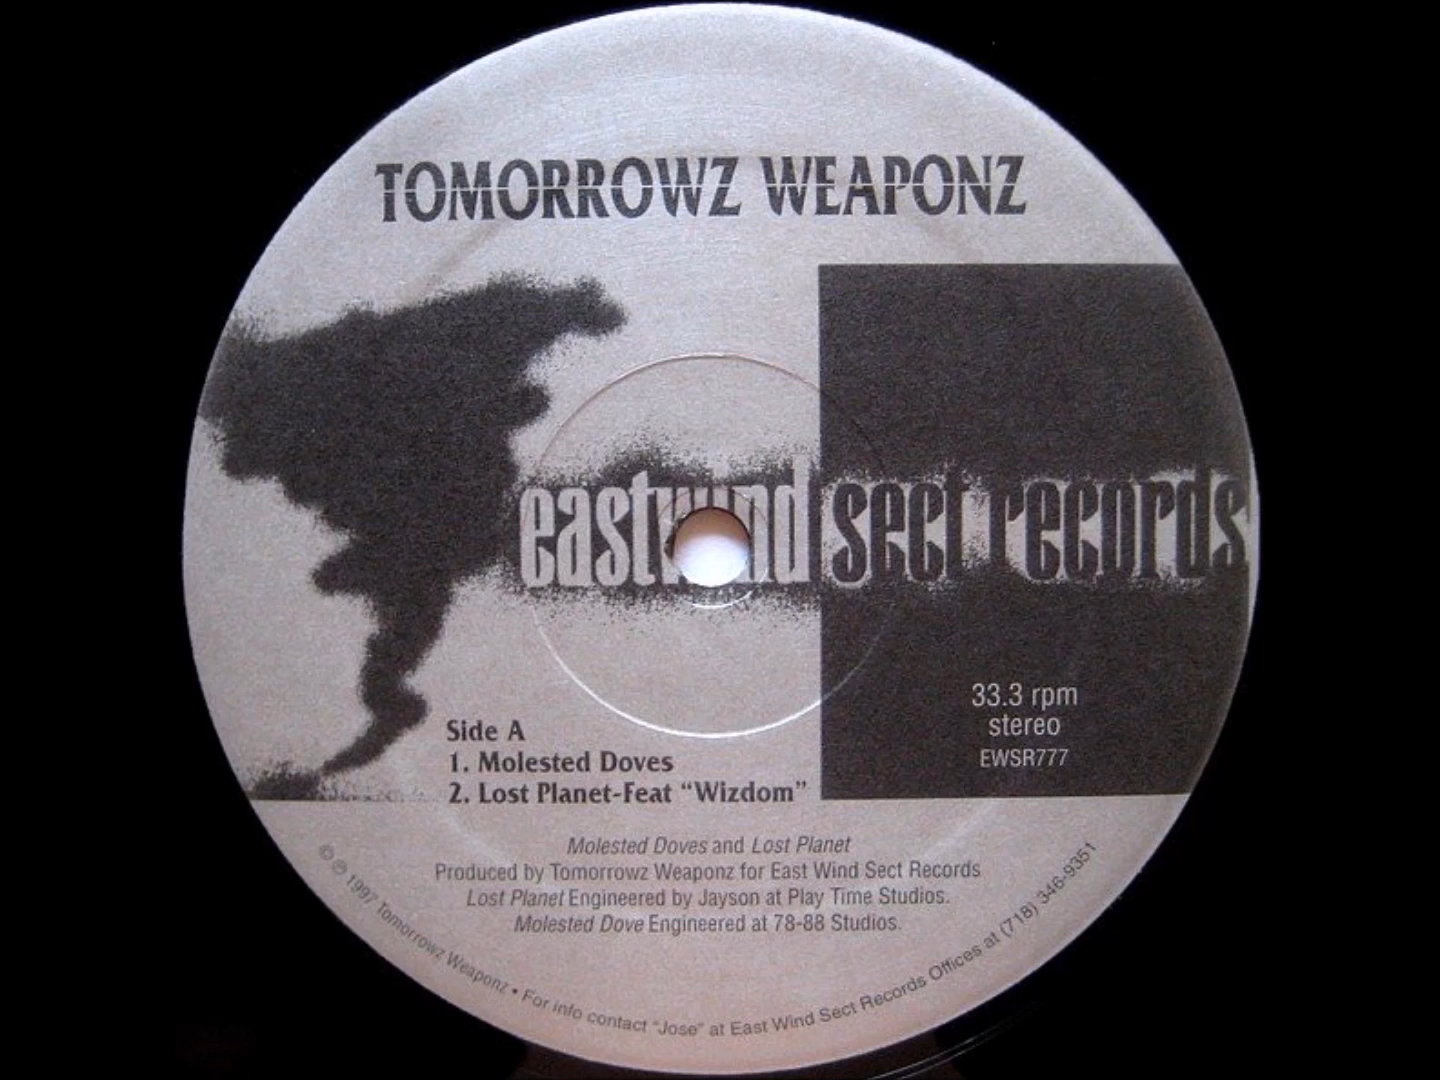 TOMORROWZ WEAPONZ
eastwind sect records
33.3 rpm
stereo
EWSR777
Side A
1. Molested Doves
2. Lost Planet-Feat “Wizdom”
Molested Doves and Lost Planet
Produced by Tomorrowz Weaponz for East Wind Sect Records
Lost Planet Engineered by Jayson at Play Time Studios.
Molested Dove Engineered at 78-88 Studios.
© ℗ 1997 Tomorrowz Weaponz • For info contact “Jose” at East Wind Sect Records Offices at (718) 346-9351